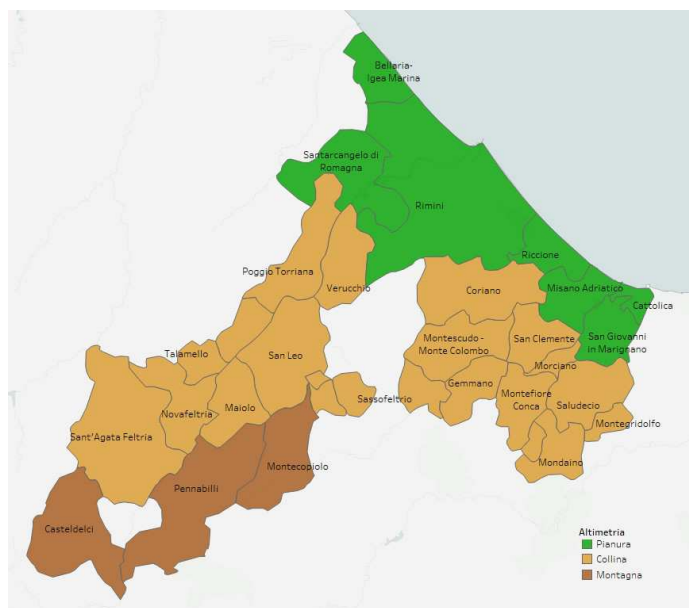 Bellaria-
Igea Marina
Santarcangelo di
Romagna
Rimini
Riccione
Poggio Torriana
Verucchio
Coriano
Misano Adriatico
Cattolica
Talamello
San Leo
Montescudo -
Monte Colombo
San Clemente
San Giovanni
in Marignano
Morciano
Gemmano
Novafeltria
Maiolo
Sassofeltrio
Montefiore
Conca
Saludecio
Montegridolfo
Sant'Agata Feltria
Mondaino
Montecopiolo
Pennabilli
Casteldelci
Altimetria
Pianura
Collina
Montagna